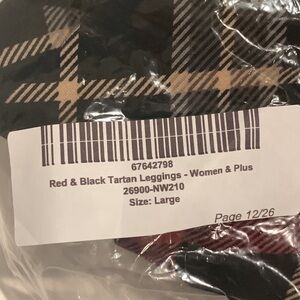 67642798
Red & Black Tartan Leggings - Women & Plus
26900-NW210
Size: Large
Page 12/26